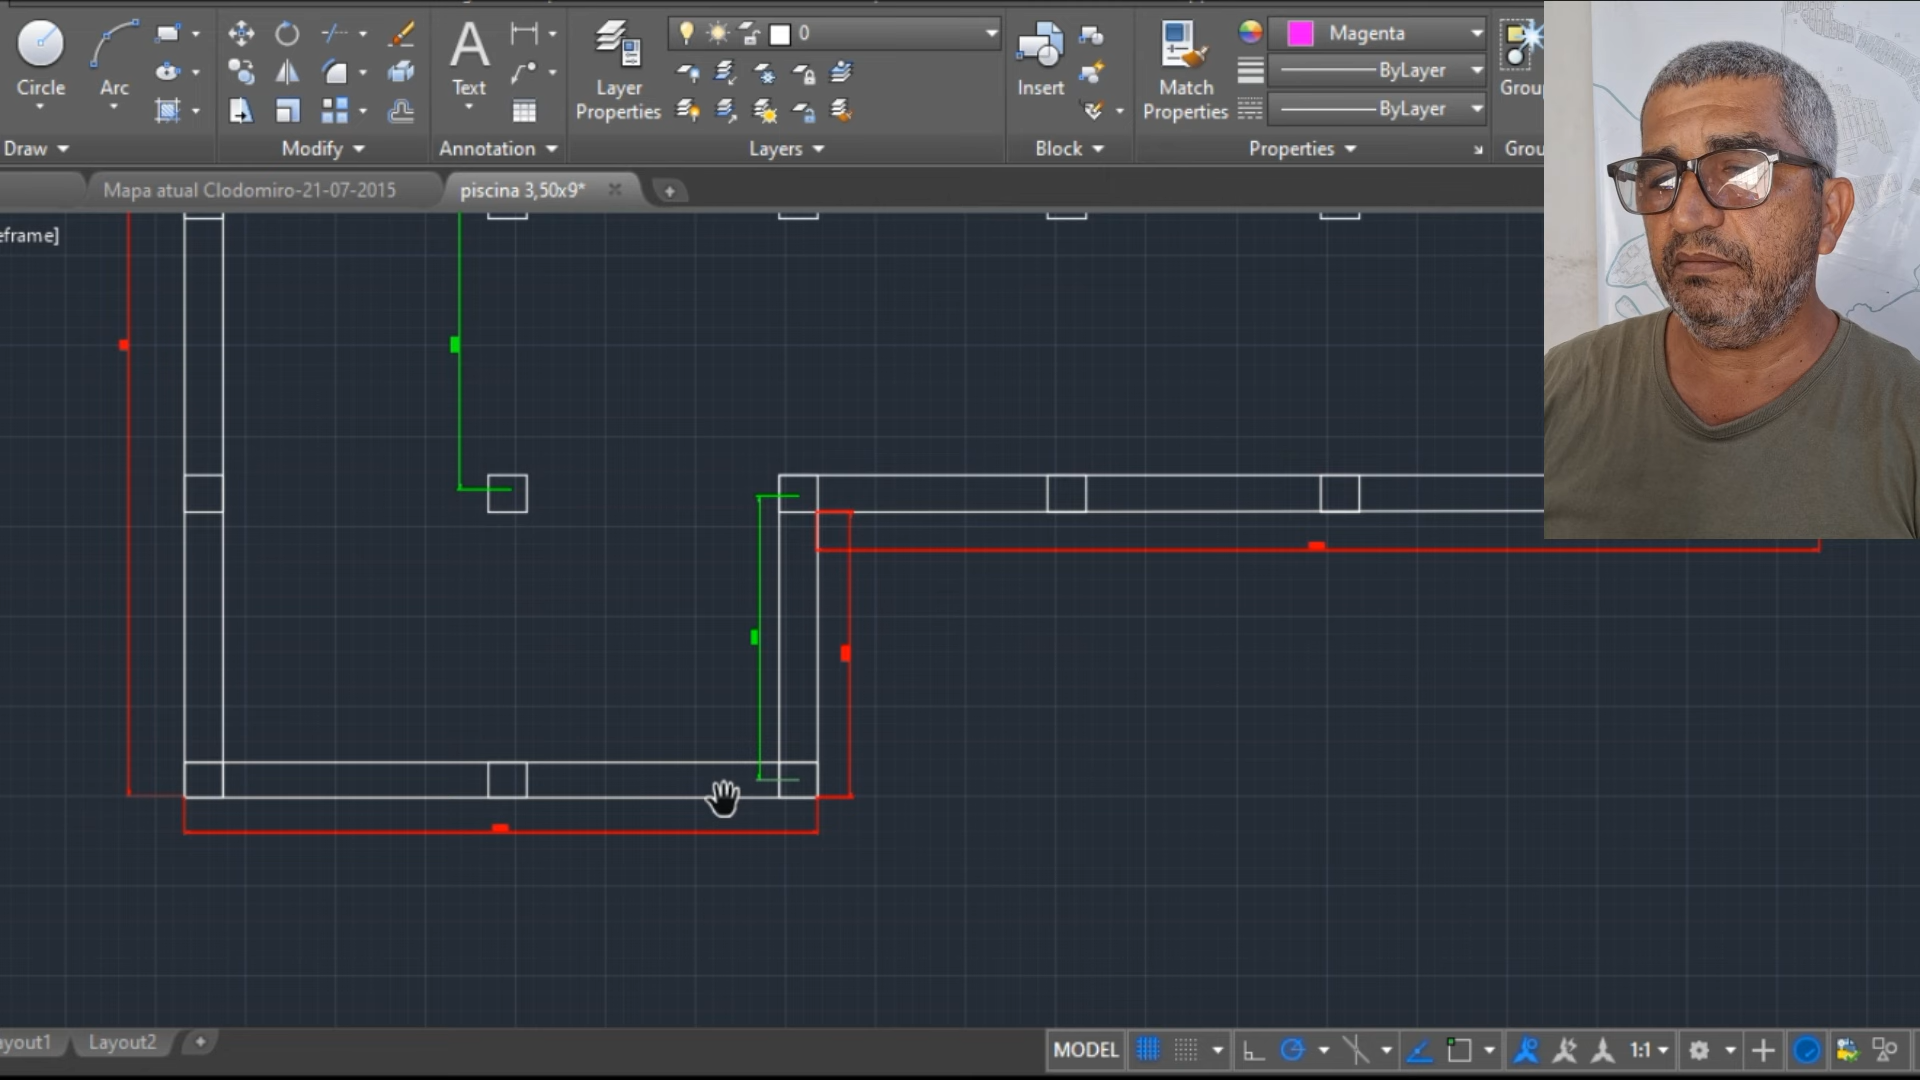 0
Magenta
ByLayer
ByLayer
Circle
Arc
Text
Layer
Properties
Insert
Match
Properties
Grou
Draw
Modify
Annotation
Layers
Block
Properties
Grou
Mapa atual Clodomiro-21-07-2015
piscina 3,50x9*
eframe]
ayout1
Layout2
MODEL
1:1